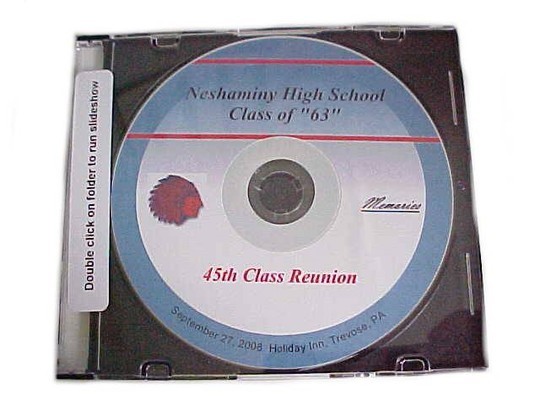 Neshaminy High School
Class of "63"
Memories
45th Class Reunion
September 27, 2008 Holiday Inn, Trevose, PA
Double click on folder to run slideshow